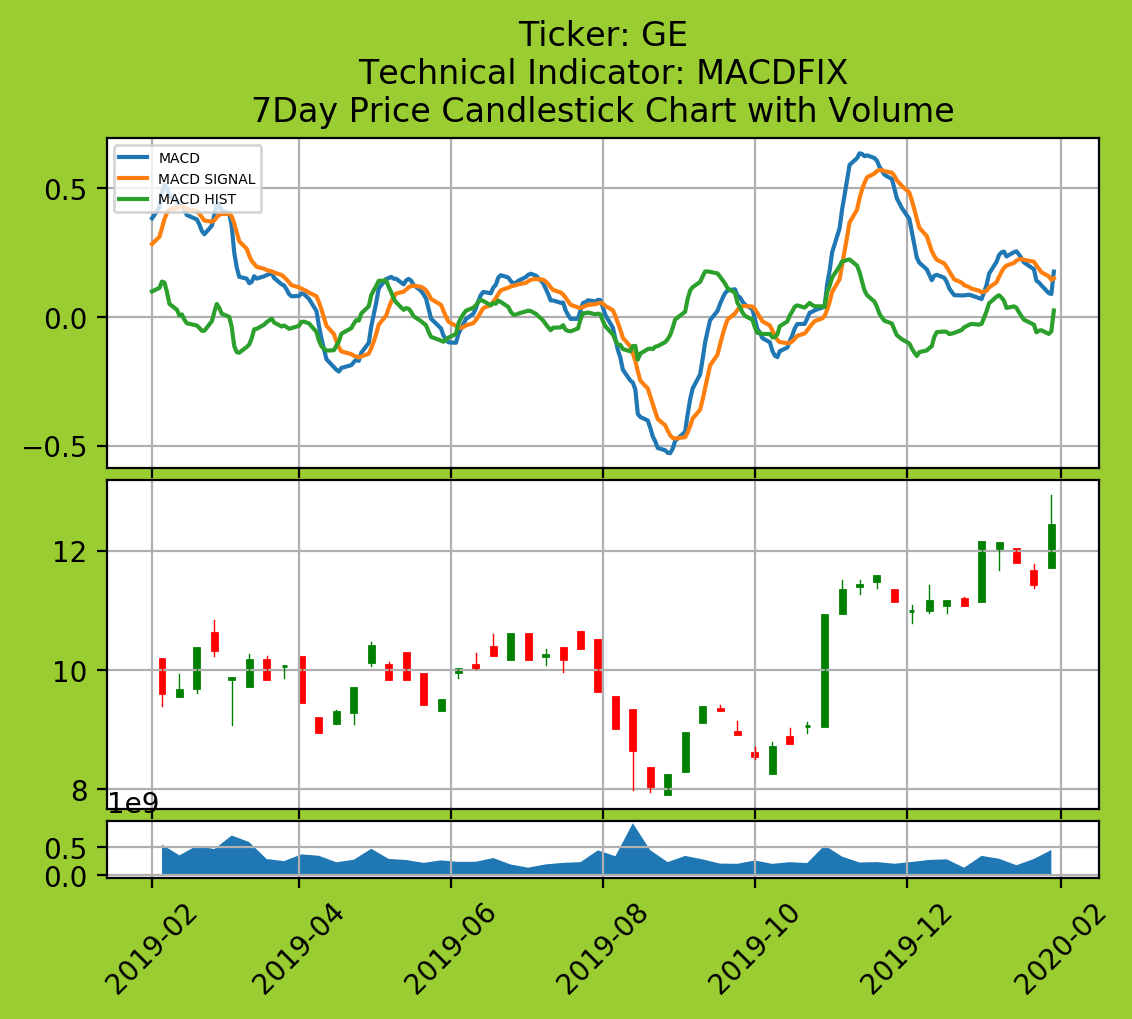 Ticker: GE
Technical Indicator: MACDFIX
7Day Price Candlestick Chart with Volume
MACD
MACD SIGNAL
MACD HIST
0.5
0.0
−0.5
12
10
8
1e9
0.5
0.0
2019-02
2019-04
2019-06
2019-08
2019-10
2019-12
2020-02